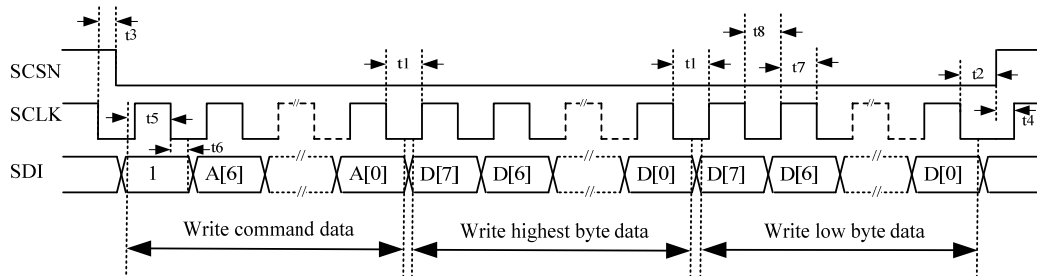 t3
t8
SCSN
t1
t1
t7
t2
SCLK
t5
t4
t6
SDI
1
A[6]
A[0]
D[7]
D[6]
D[0]
D[7]
D[6]
D[0]
Write command data
Write highest byte data
Write low byte data